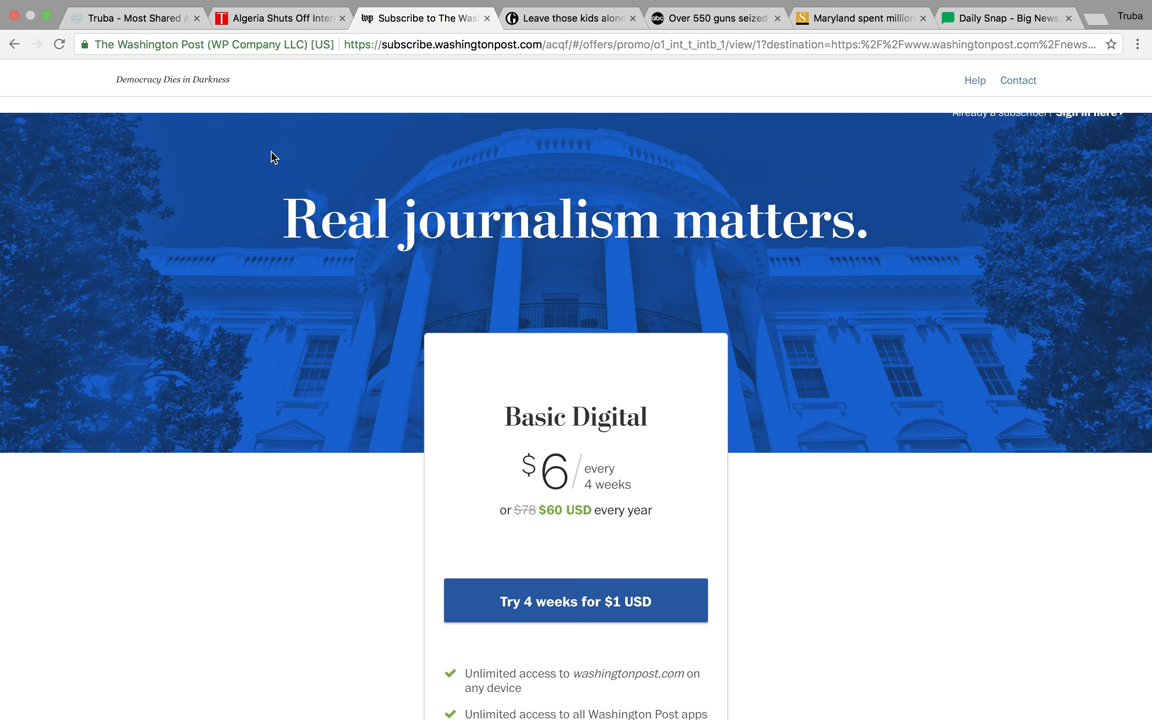 Truba - Most Shared A
Algeria Shuts Off Inter
wp Subscribe to The Was
Leave those kids alone
abc Over 550 guns seized
S Maryland spent million
Daily Snap - Big News,
Truba
The Washington Post (WP Company LLC) [US]
https://subscribe.washingtonpost.com/acqf/#/offers/promo/o1_int_t_intb_1/view/1?destination=https:%2F%2Fwww.washingtonpost.com%2Fnews...
Democracy Dies in Darkness
Help
Contact
Already a subscriber? Sign in here
Real journalism matters.
Basic Digital
$6/every
4 weeks
or $78 $60 USD every year
Try 4 weeks for $1 USD
Unlimited access to washingtonpost.com on
any device
Unlimited access to all Washington Post apps